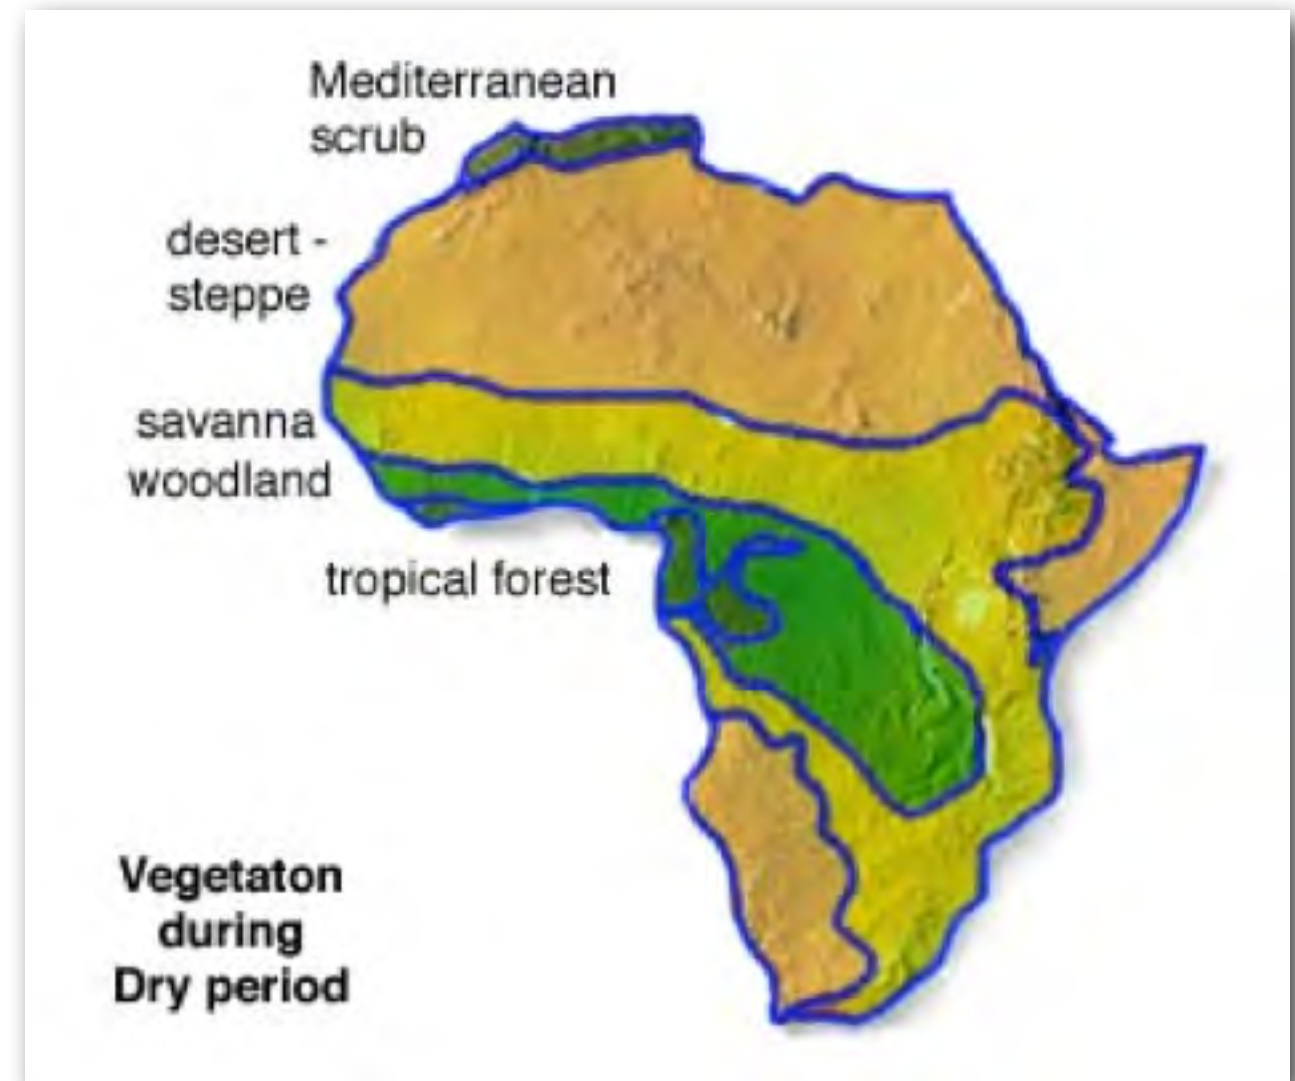 Mediterranean
scrub
desert -
steppe
savanna
woodland
tropical forest
Vegetaton
during
Dry period